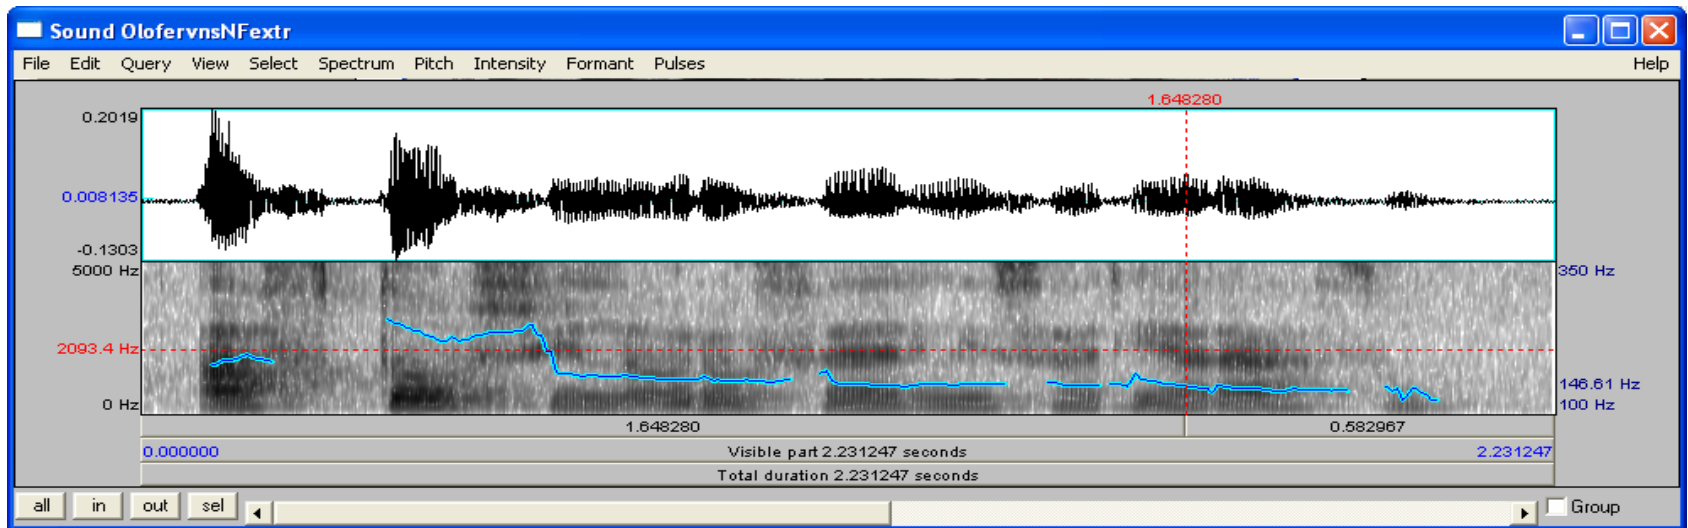 Sound OlofervnsNFextr
File Edit Query View Select Spectrum Pitch Intensity Formant Pulses Help
1.648280
0.2019
0.008135
-0.1303
5000 Hz 350 Hz
2093.4 Hz
146.61 Hz
0 Hz 100 Hz
1.648280 0.582967
0.000000 Visible part 2.231247 seconds 2.231247
Total duration 2.231247 seconds
all in out sel Group